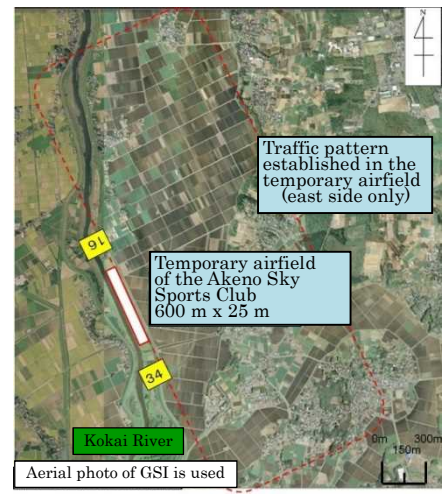 N
Traffic pattern
established in the
temporary airfield
(east side only)
16
Temporary airfield
of the Akeno Sky
Sports Club
600 m x 25 m
34
Kokai River
0m 300m
150m
Aerial photo of GSI is used